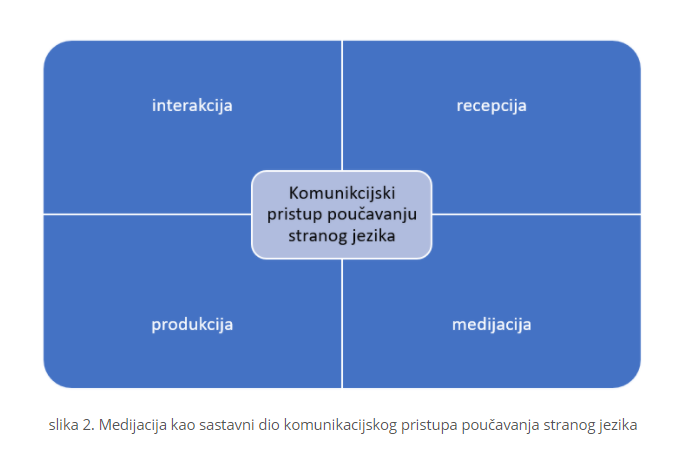 interakcija
recepcija
Komunikcijski
pristup poučavanju
stranog jezika
produkcija
medijacija
slika 2. Medijacija kao sastavni dio komunikacijskog pristupa poučavanja stranog jezika